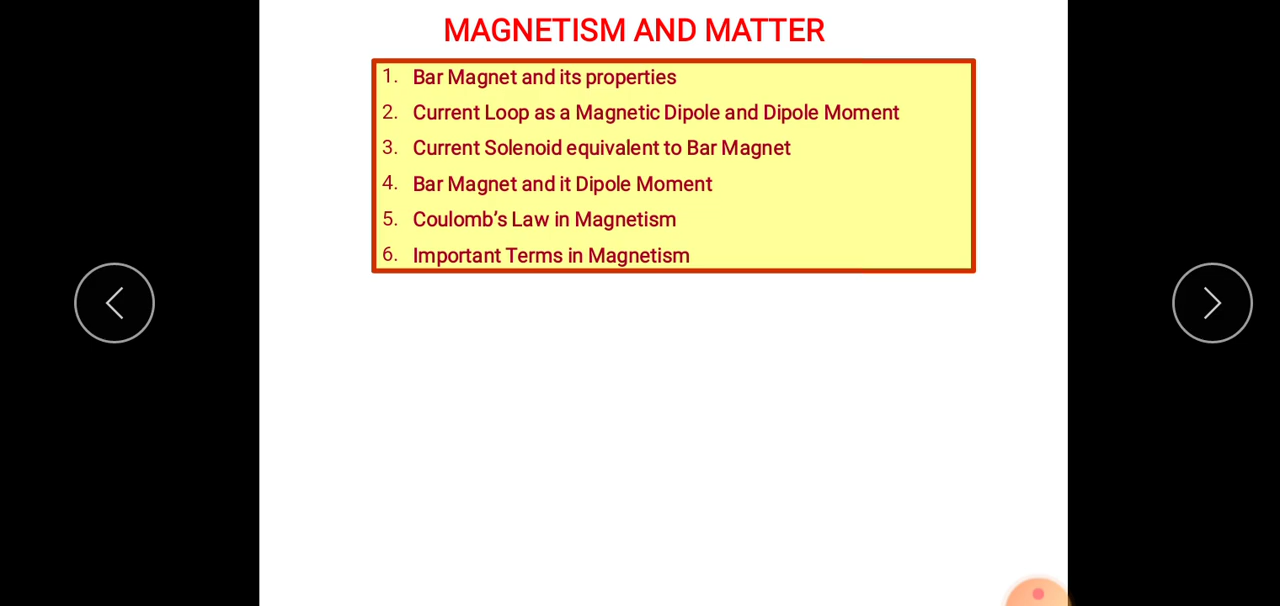 MAGNETISM AND MATTER
1. Bar Magnet and its properties
2. Current Loop as a Magnetic Dipole and Dipole Moment
3. Current Solenoid equivalent to Bar Magnet
4. Bar Magnet and it Dipole Moment
5. Coulomb’s Law in Magnetism
6. Important Terms in Magnetism